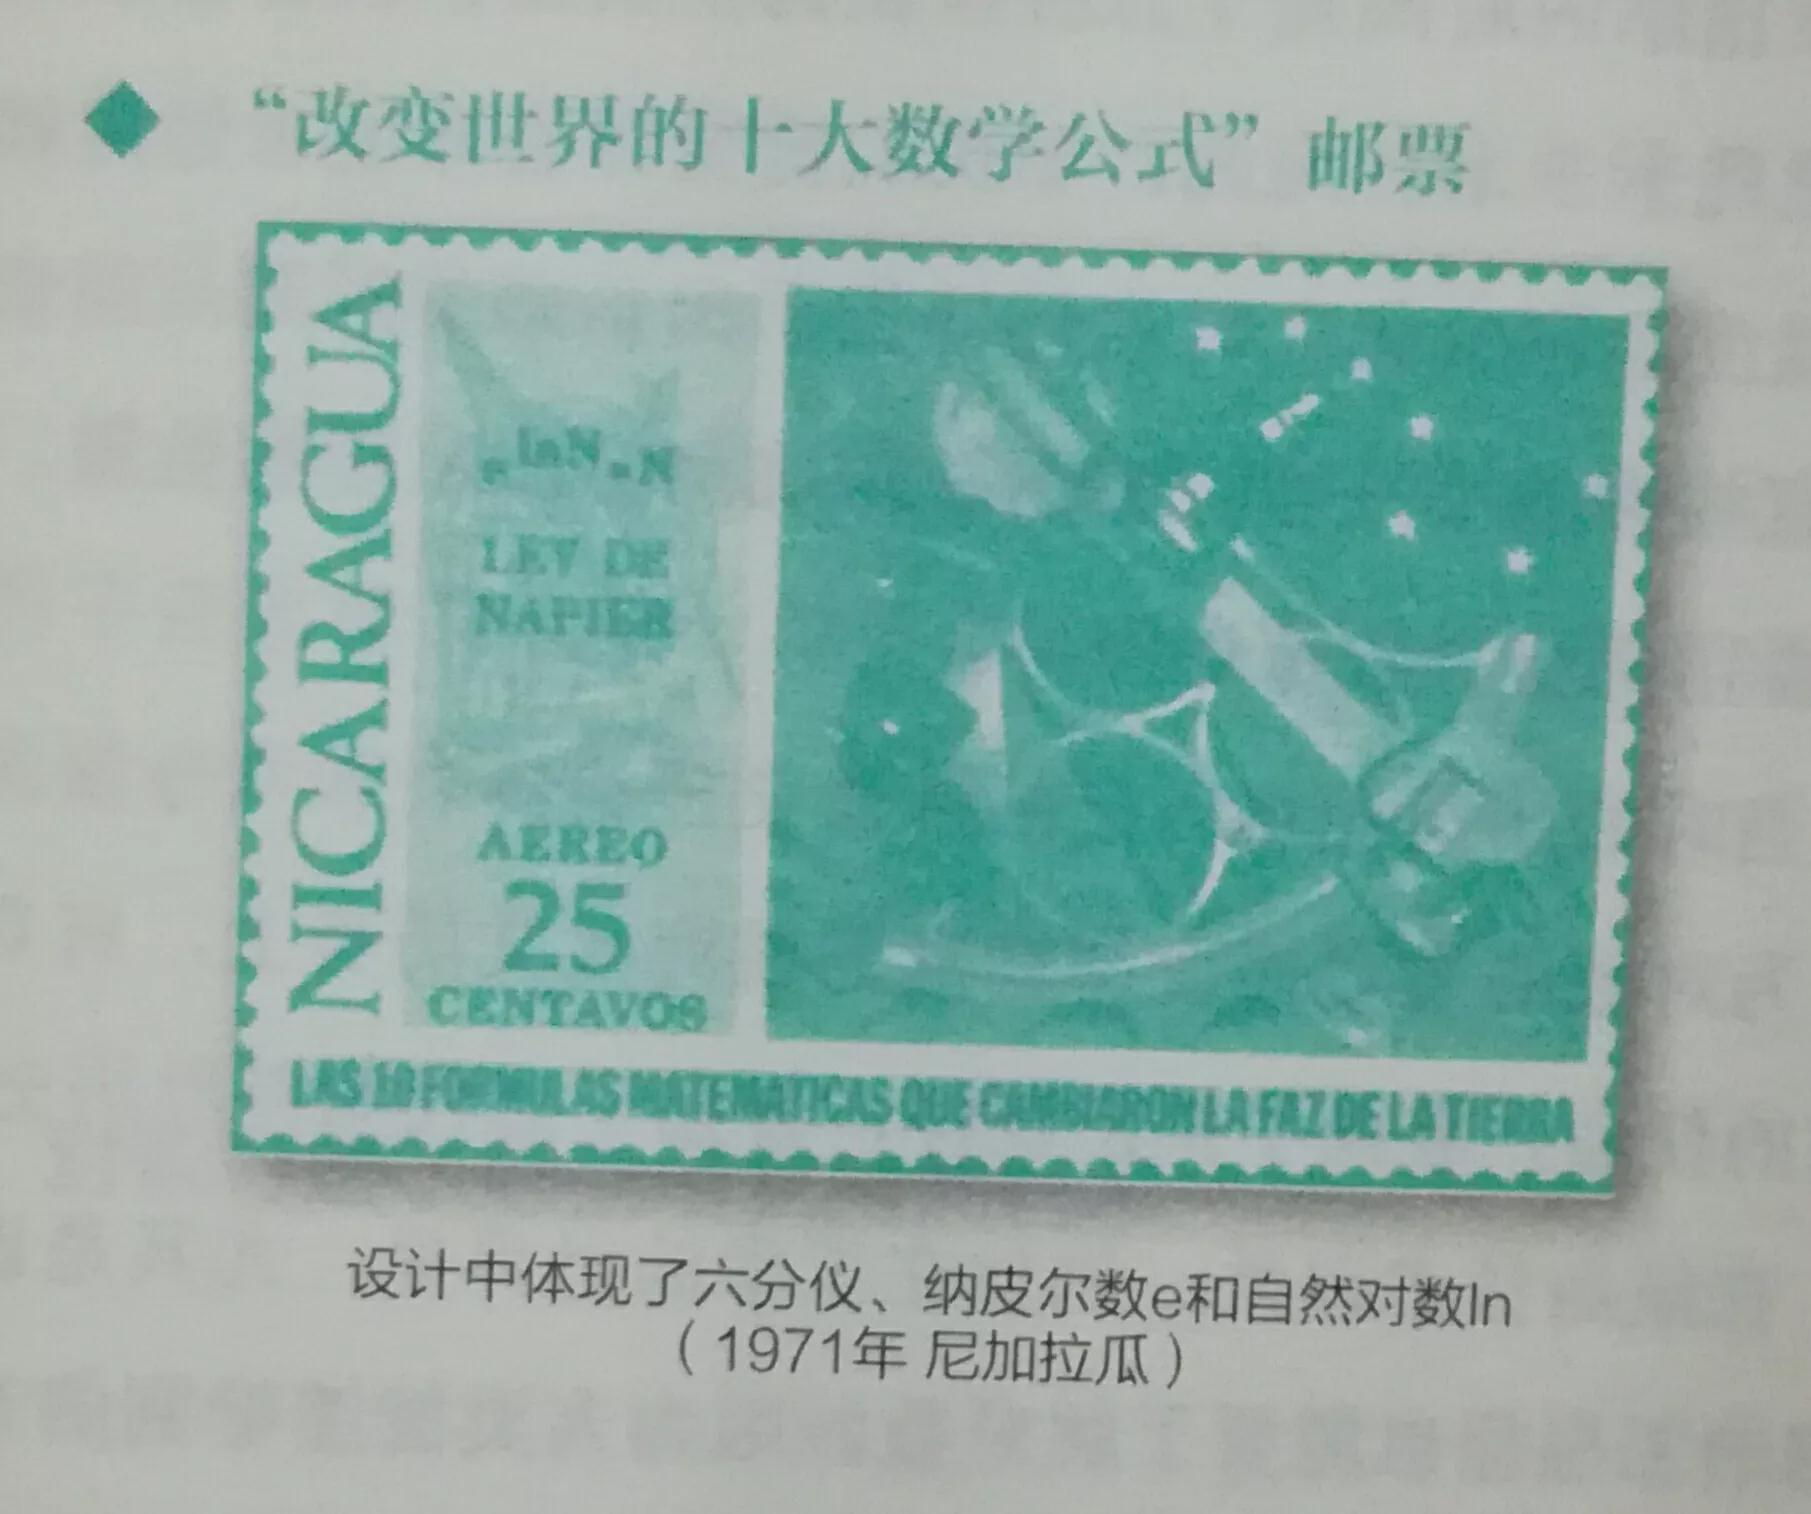 “改变世界的十大数学公式”邮票
NICARAGUA
e lnN = N
LEY DE
NAPIER
AEREO
25
CENTAVOS
LAS 10 FORMULAS MATEMATICAS QUE CAMBIARON LA FAZ DE LA TIERRA
设计中体现了六分仪、纳皮尔数e和自然对数ln
（1971年 尼加拉瓜）